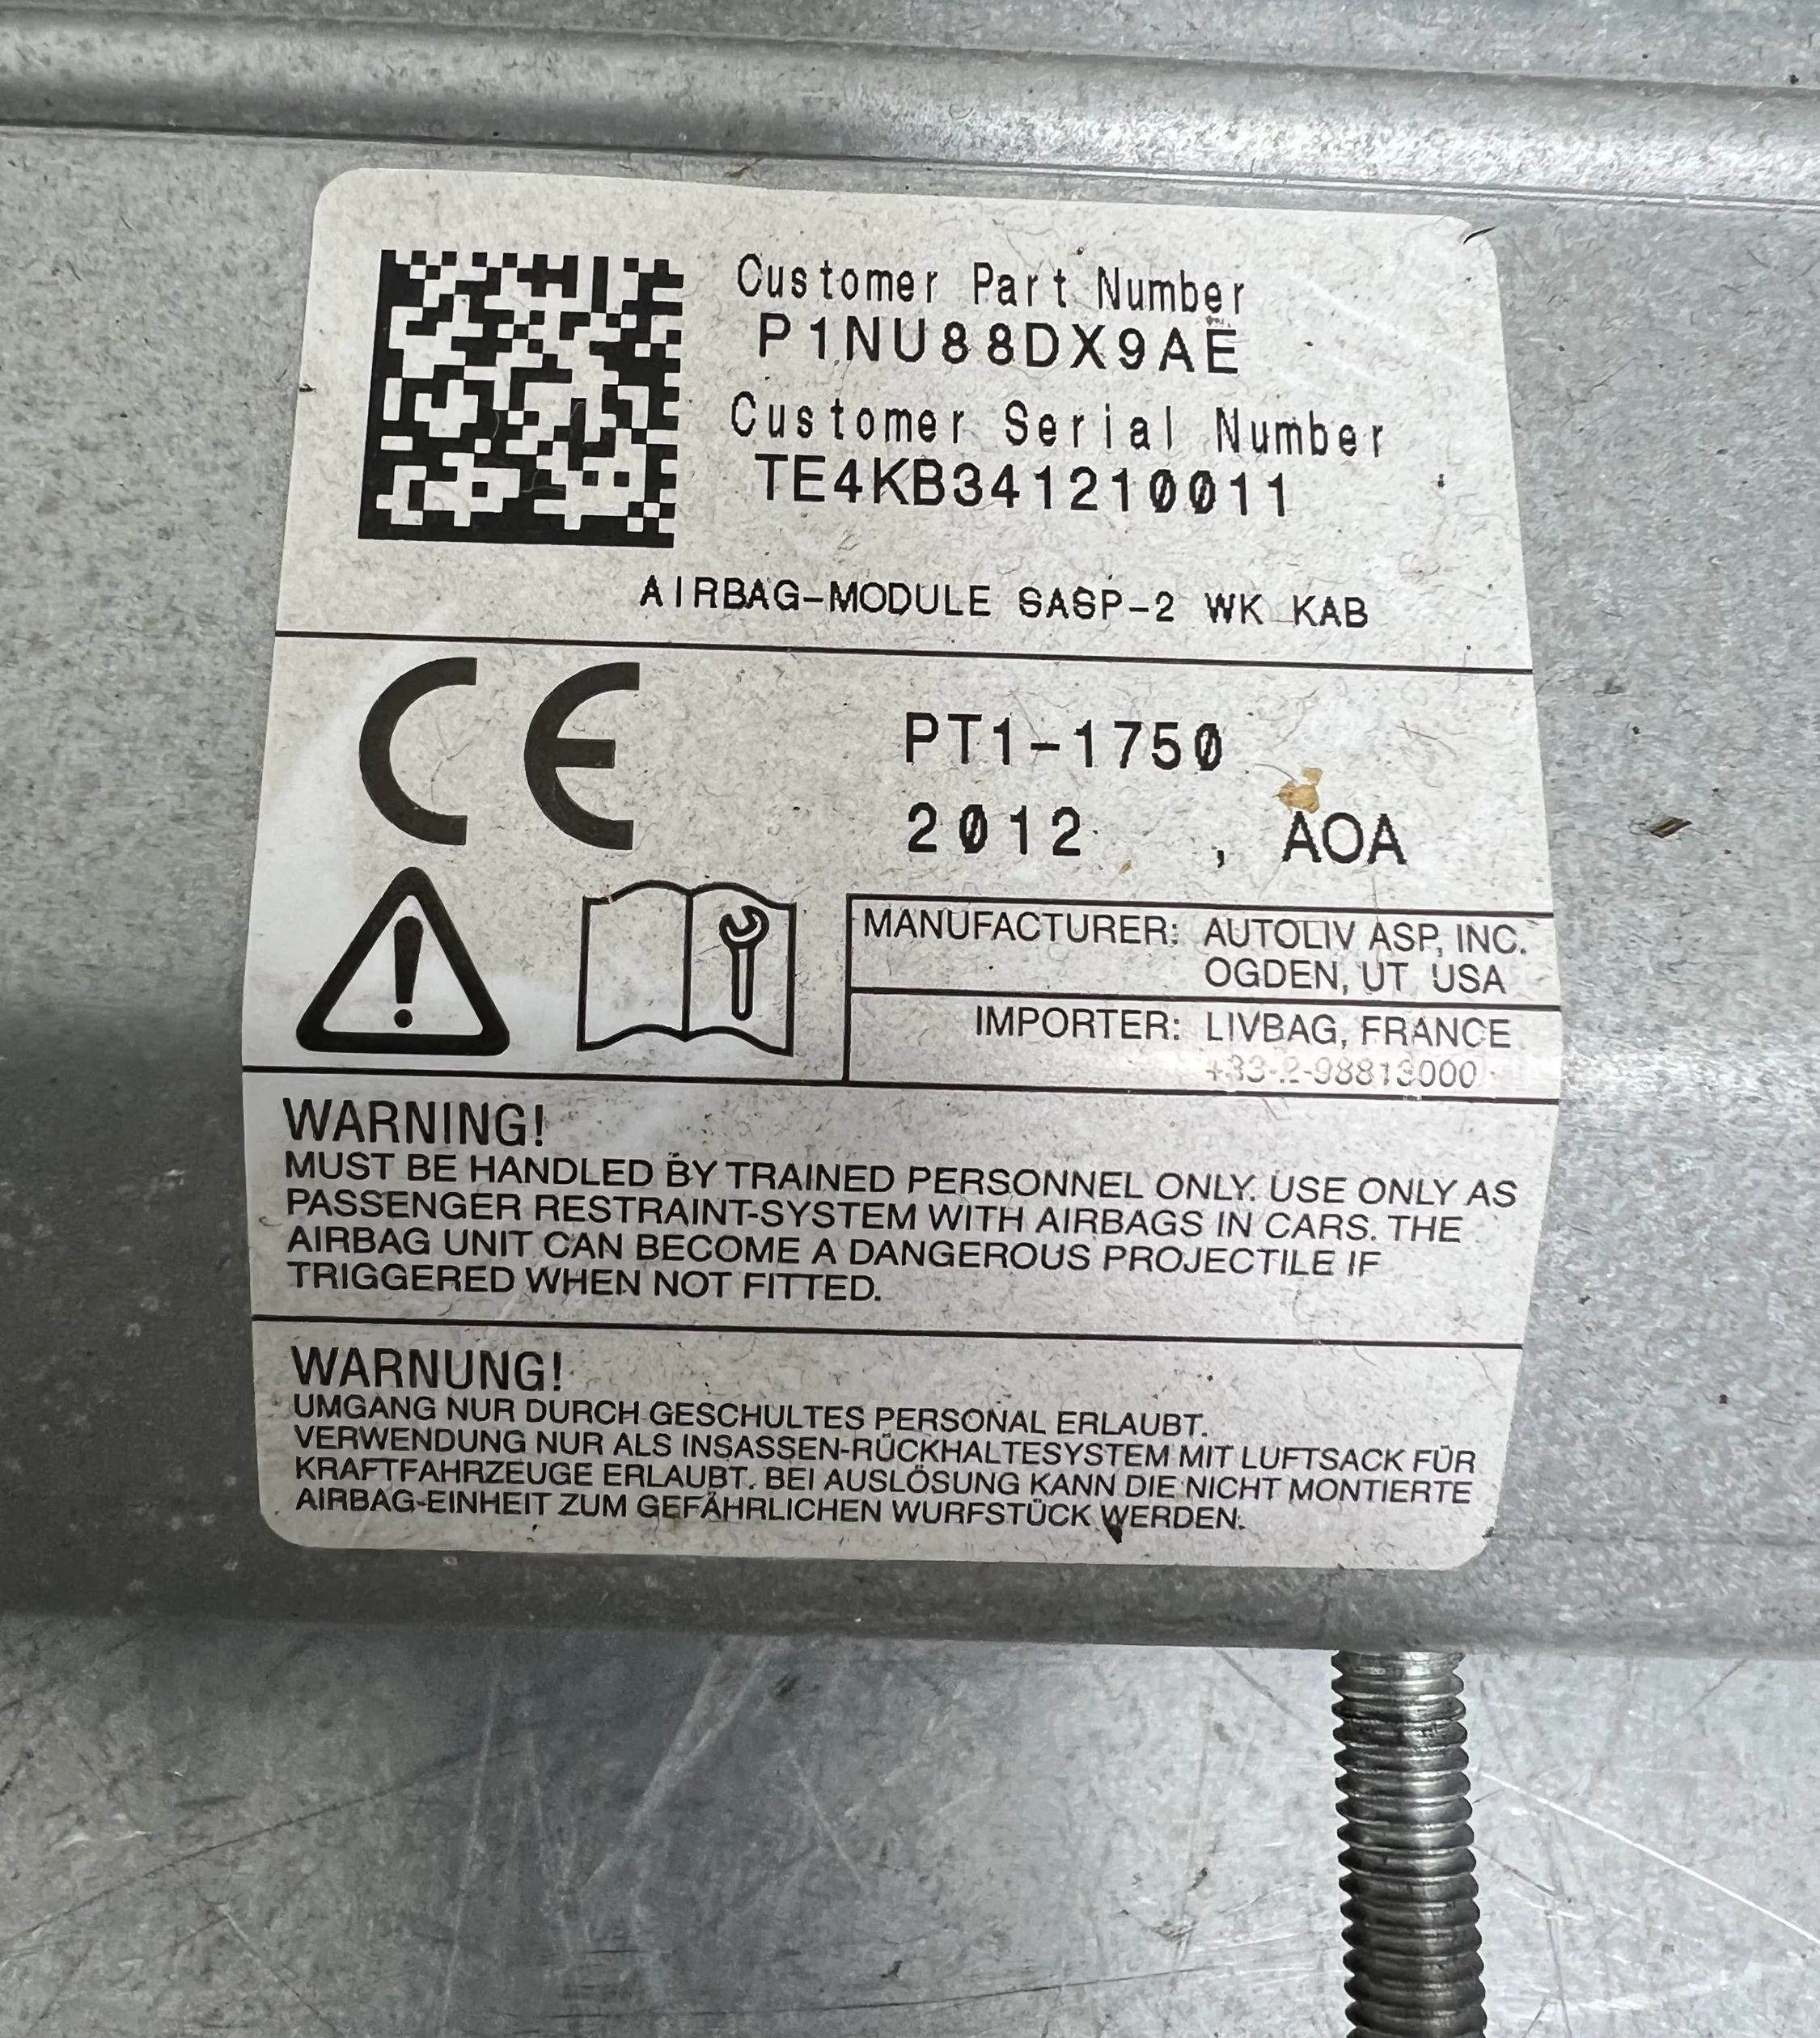 Customer Part Number
P1NU88DX9AE
Customer Serial Number
TE4KB341210011
AIRBAG-MODULE SASP-2 WK KAB
CE
PT1-1750
2012 , AOA
MANUFACTURER: AUTOLIV ASP, INC.
OGDEN, UT USA
IMPORTER: LIVBAG, FRANCE
+33-2-98813000
WARNING!
MUST BE HANDLED BY TRAINED PERSONNEL ONLY. USE ONLY AS
PASSENGER RESTRAINT-SYSTEM WITH AIRBAGS IN CARS. THE
AIRBAG UNIT CAN BECOME A DANGEROUS PROJECTILE IF
TRIGGERED WHEN NOT FITTED.
WARNUNG!
UMGANG NUR DURCH GESCHULTES PERSONAL ERLAUBT.
VERWENDUNG NUR ALS INSASSEN-RÜCKHALTESYSTEM MIT LUFTSACK FÜR
KRAFTFAHRZEUGE ERLAUBT. BEI AUSLÖSUNG KANN DIE NICHT MONTIERTE
AIRBAG-EINHEIT ZUM GEFÄHRLICHEN WURFSTÜCK WERDEN.